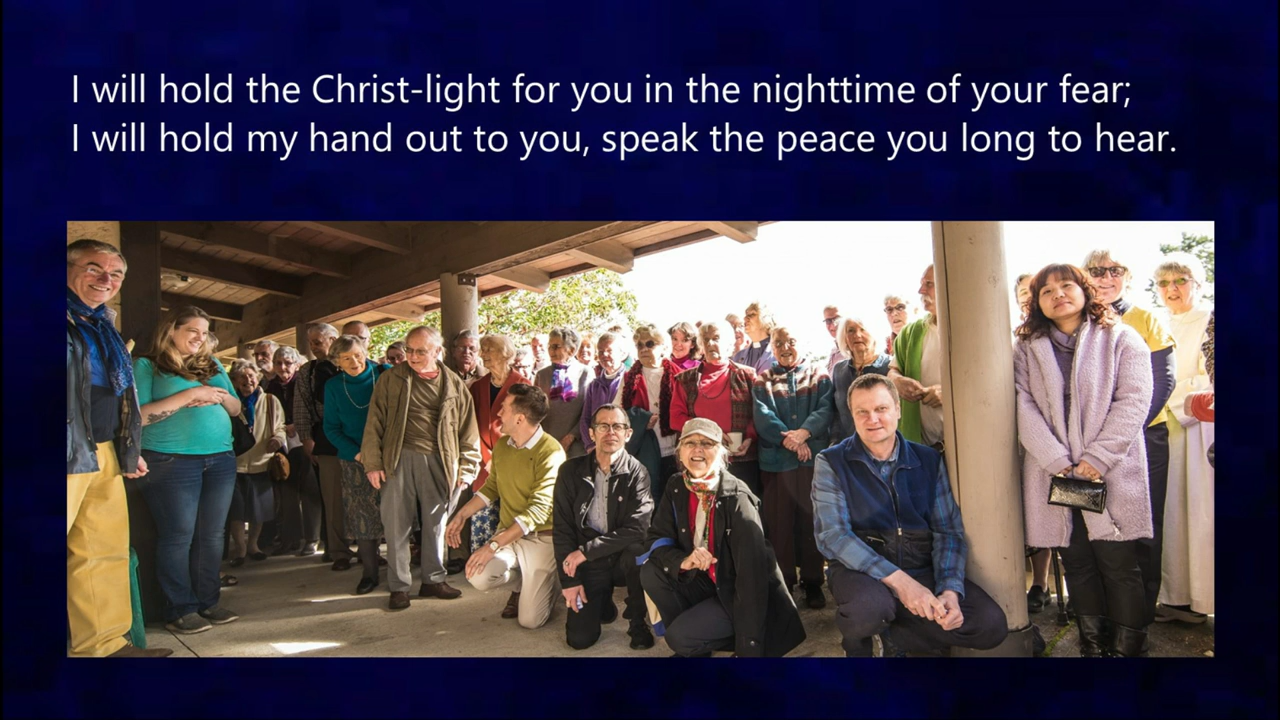 I will hold the Christ-light for you in the nighttime of your fear;
I will hold my hand out to you, speak the peace you long to hear.